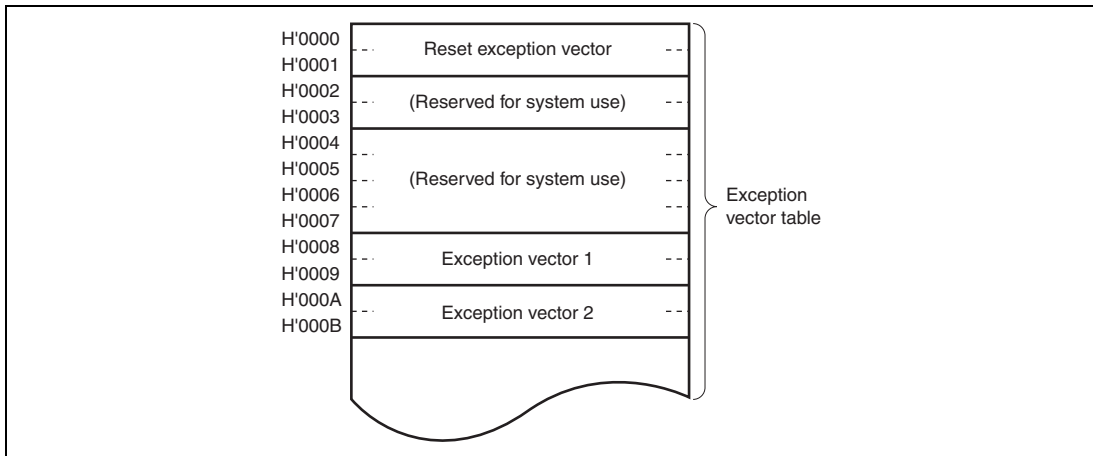 H'0000
H'0001
Reset exception vector
H'0002
H'0003
(Reserved for system use)
H'0004
H'0005
H'0006
H'0007
(Reserved for system use)
H'0008
H'0009
Exception vector 1
H'000A
H'000B
Exception vector 2
Exception
vector table